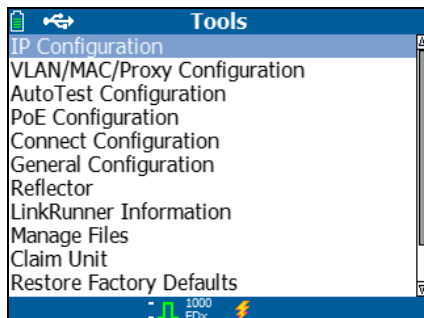 Tools
IP Configuration
VLAN/MAC/Proxy Configuration
AutoTest Configuration
PoE Configuration
Connect Configuration
General Configuration
Reflector
LinkRunner Information
Manage Files
Claim Unit
Restore Factory Defaults
1000
FDx